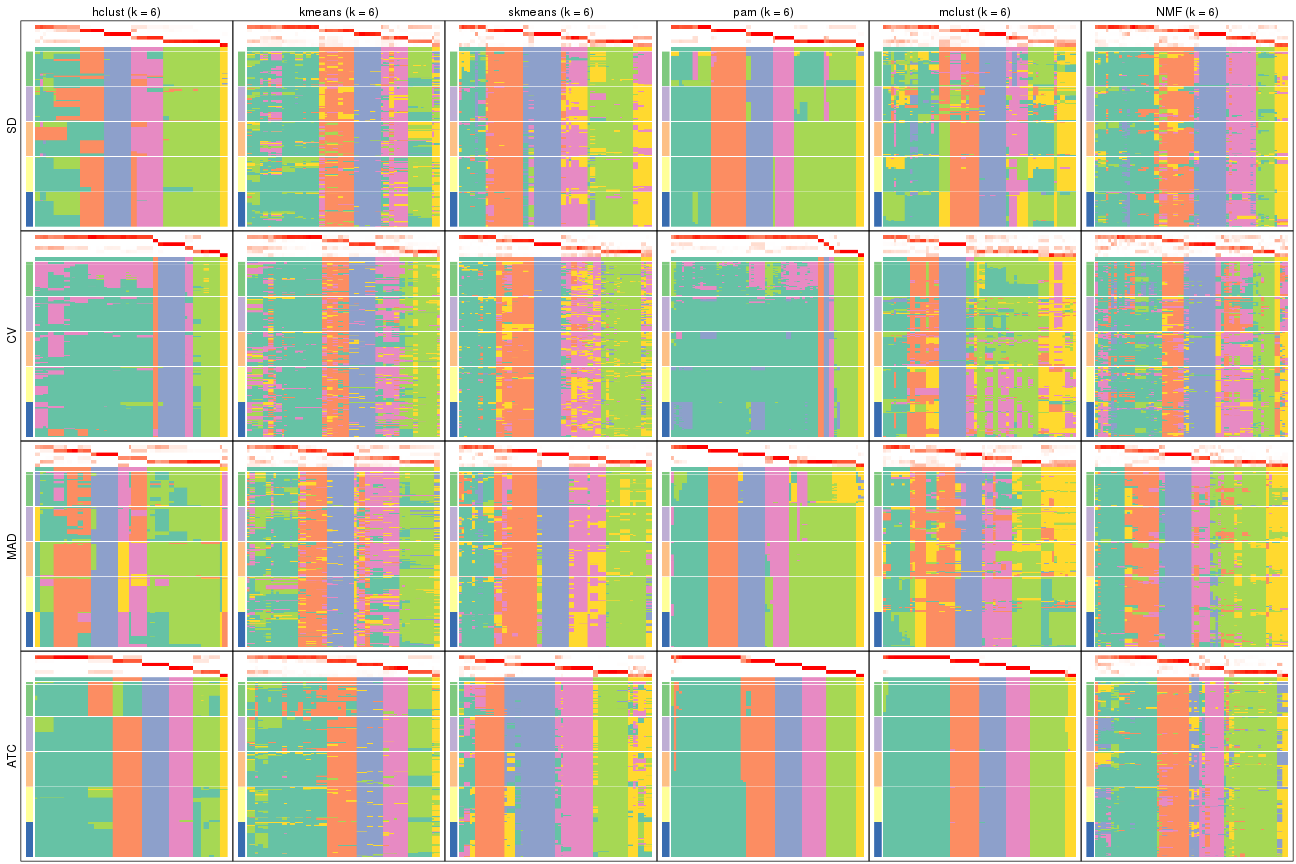 hclust (k = 6) kmeans (k = 6) skmeans (k = 6) pam (k = 6) mclust (k = 6) NMF (k = 6)
SD
CV
MAD
ATC